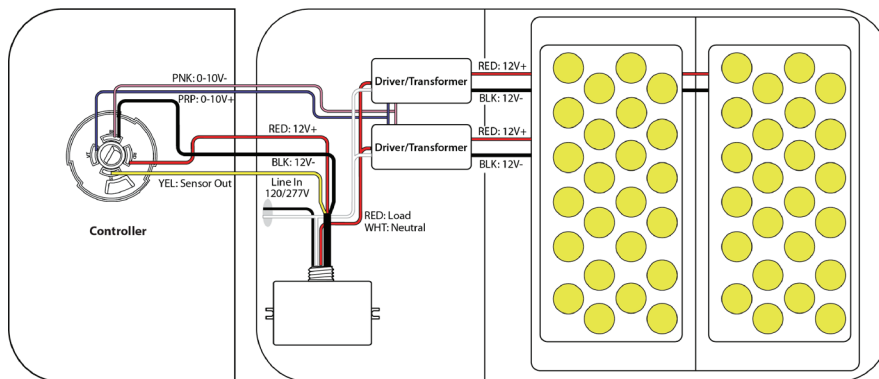 PNK: 0-10V-
PRP: 0-10V+
RED: 12V+
BLK: 12V-
YEL: Sensor Out
Line In
120/277V
Controller
RED: Load
WHT: Neutral
Driver/Transformer
Driver/Transformer
RED: 12V+
BLK: 12V-
RED: 12V+
BLK: 12V-